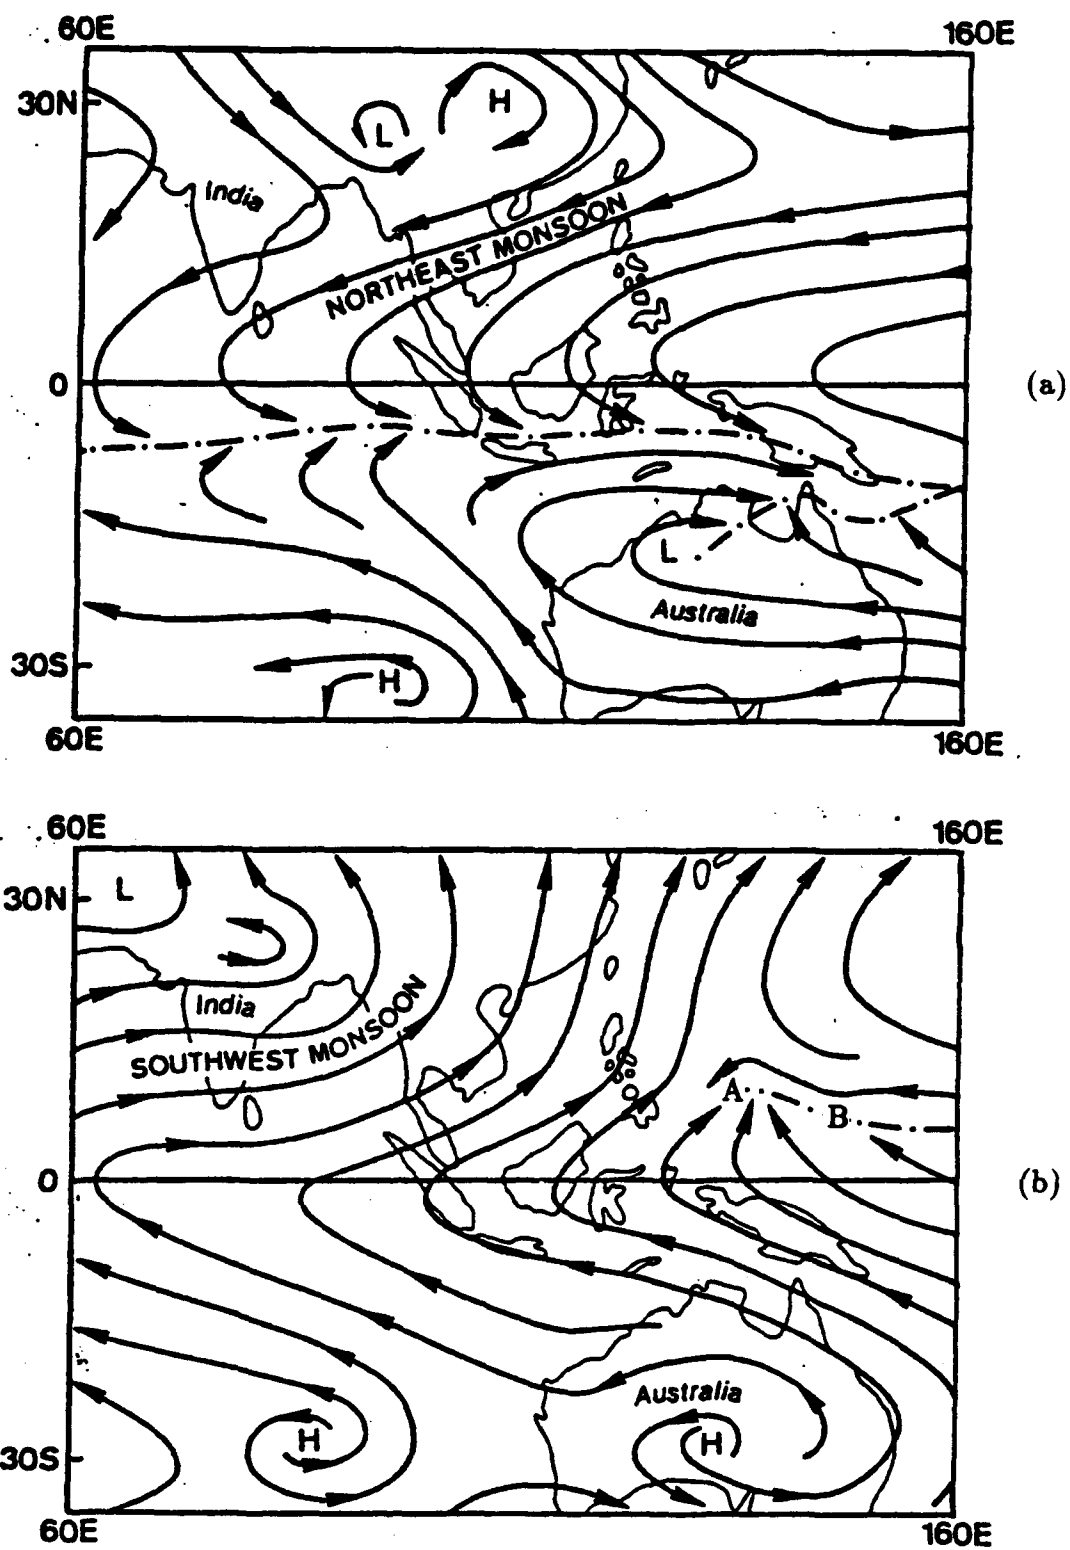 60E 160E
30N
L H
India
NORTHEAST MONSOON
0
(a)
L
Australia
30S
H
60E 160E
60E 160E
30N
L
India
SOUTHWEST MONSOON
A
B
0
(b)
Australia
H H
30S
60E 160E